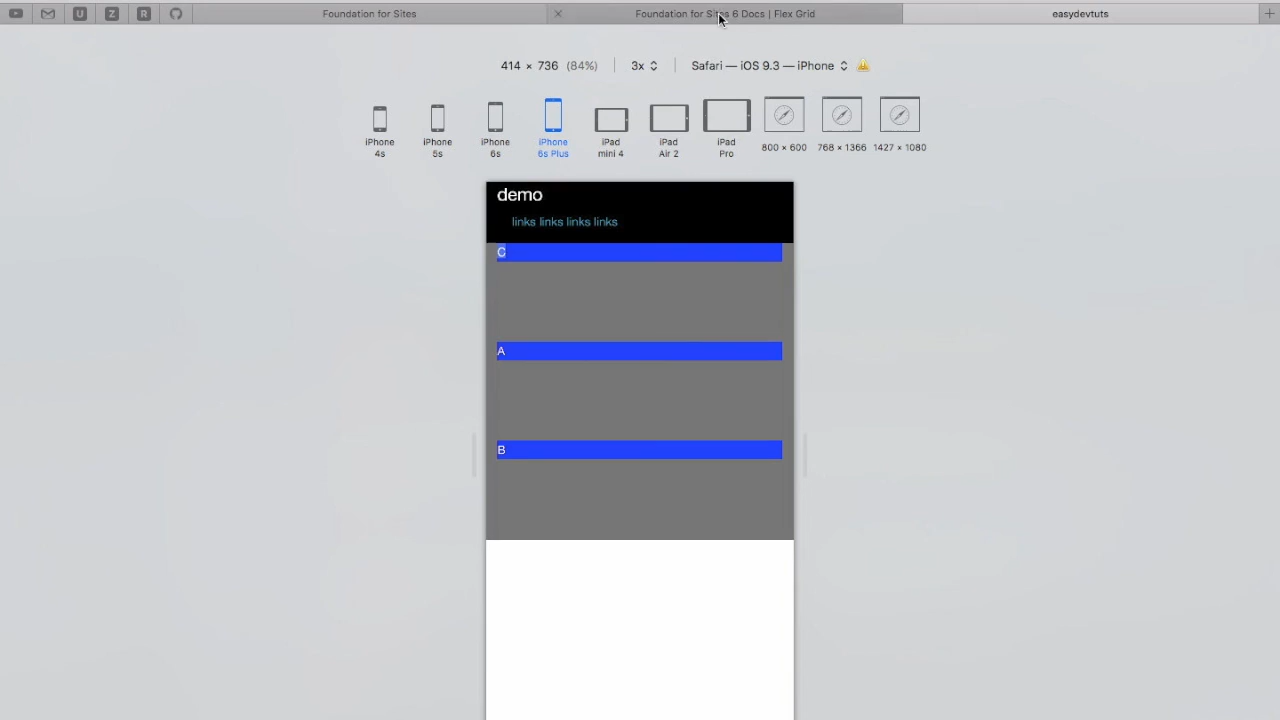 U Z R Foundation for Sites Foundation for Sites 6 Docs | Flex Grid easydevtuts
414 × 736 (84%) 3x Safari — iOS 9.3 — iPhone
iPhone 4s
iPhone 5s
iPhone 6s
iPhone 6s Plus
iPad mini 4
iPad Air 2
iPad Pro
800 × 600
768 × 1366
1427 × 1080
demo
links links links links
C
A
B